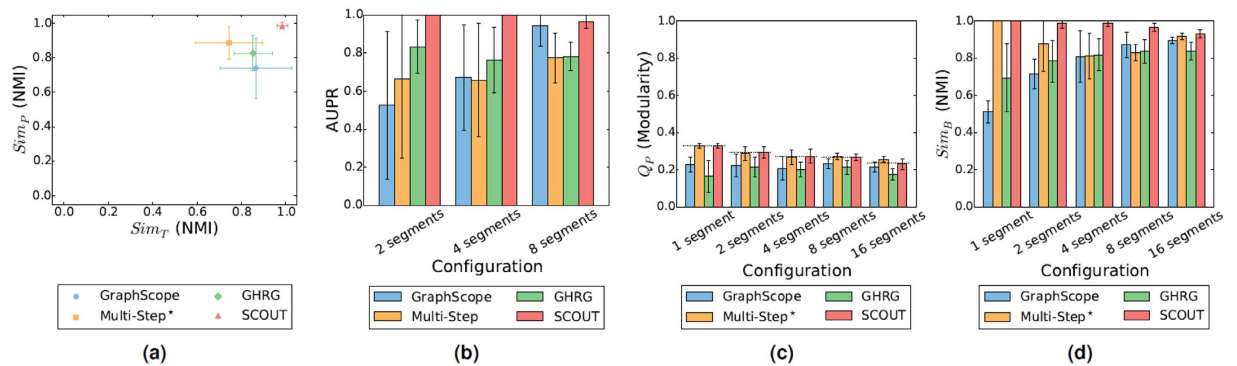 1.0
0.8
0.6
0.4
0.2
0.0
Sim_P (NMI)
0.0 0.2 0.4 0.6 0.8 1.0
Sim_T (NMI)
GraphScope
GHRG
Multi-Step*
SCOUT
(a)
1.0
0.8
0.6
0.4
0.2
0.0
AUPR
2 segments
4 segments
8 segments
Configuration
GraphScope
GHRG
Multi-Step
SCOUT
(b)
1.0
0.8
0.6
0.4
0.2
0.0
Q_P (Modularity)
1 segment
2 segments
4 segments
8 segments
16 segments
Configuration
GraphScope
GHRG
Multi-Step*
SCOUT
(c)
1.0
0.8
0.6
0.4
0.2
0.0
Sim_B (NMI)
1 segment
2 segments
4 segments
8 segments
16 segments
Configuration
GraphScope
GHRG
Multi-Step*
SCOUT
(d)